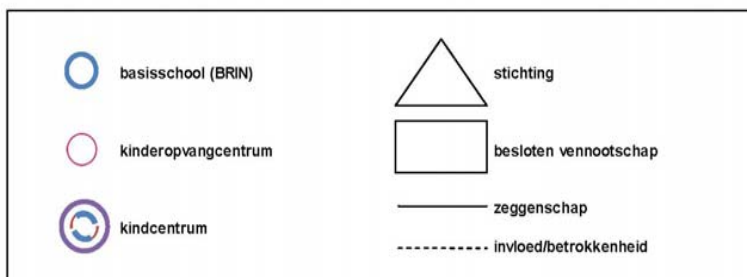 basisschool (BRIN)
kinderopvangcentrum
kindcentrum
stichting
besloten vennootschap
zeggenschap
invloed/betrokkenheid